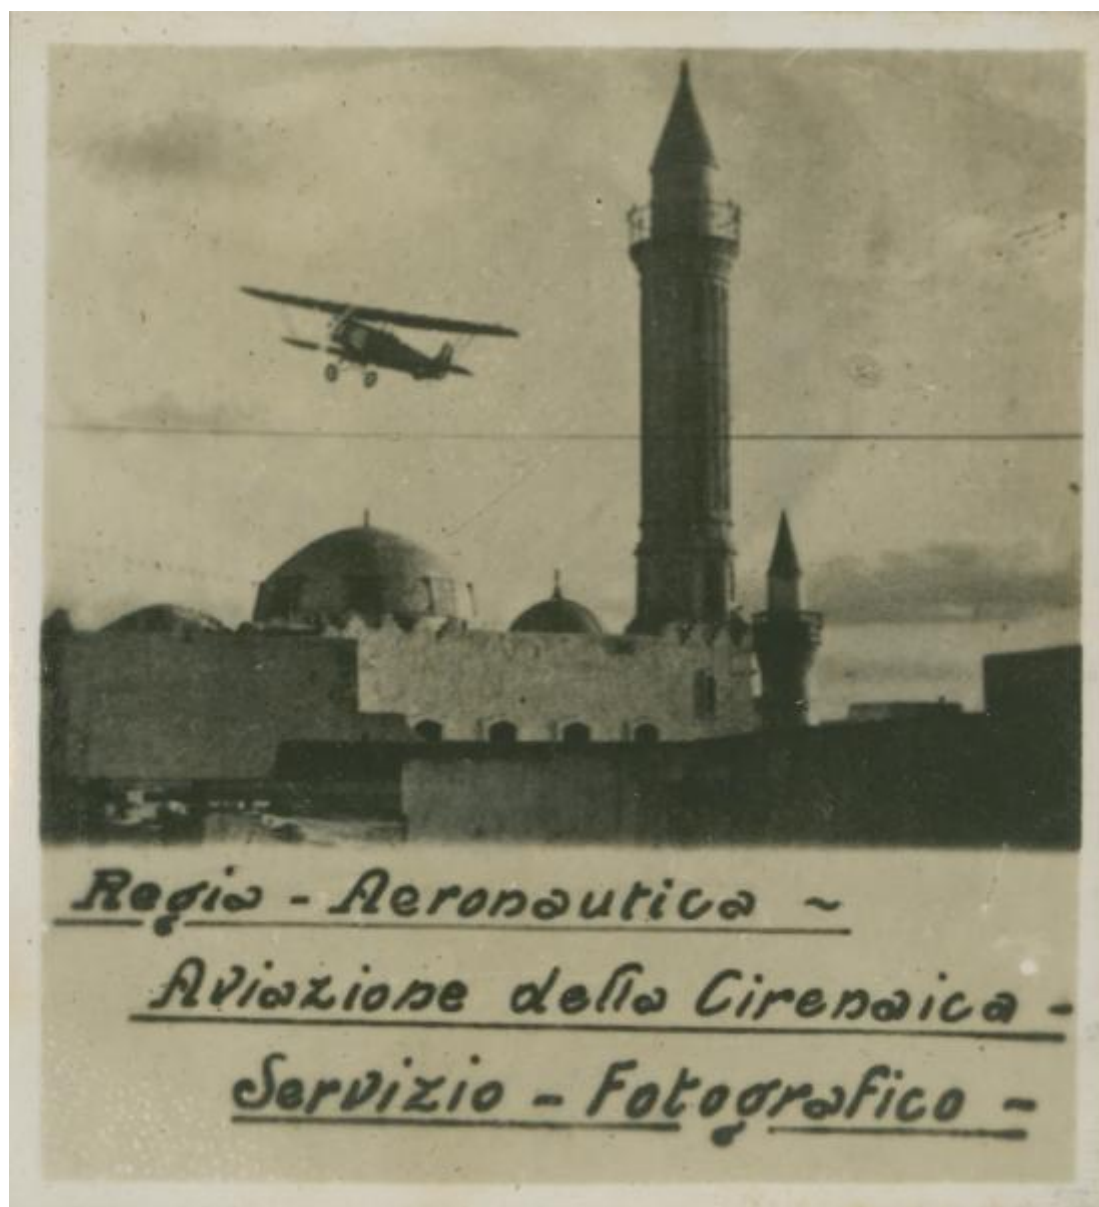 Regia - Aeronautica ~
Aviazione della Cirenaica -
Servizio - Fotografico -